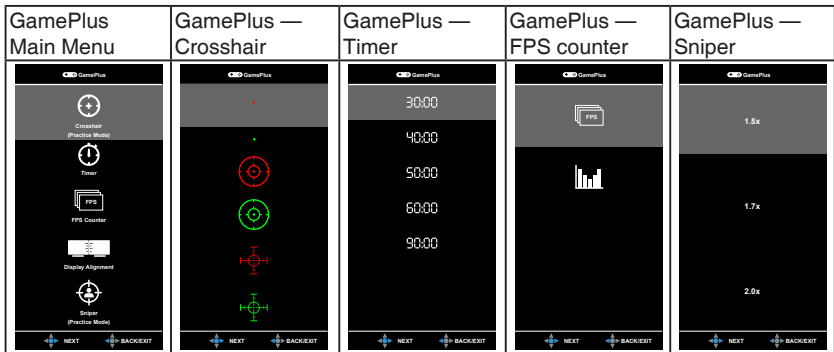 GamePlus
Main Menu
GamePlus —
Crosshair
GamePlus —
Timer
GamePlus —
FPS counter
GamePlus —
Sniper
GamePlus
Crosshair
(Practice Mode)
Timer
FPS
FPS Counter
Display Alignment
Sniper
(Practice Mode)
NEXT BACK/EXIT
GamePlus
NEXT BACK/EXIT
GamePlus
30:00
40:00
50:00
60:00
90:00
NEXT BACK/EXIT
GamePlus
FPS
NEXT BACK/EXIT
GamePlus
1.5x
1.7x
2.0x
NEXT BACK/EXIT